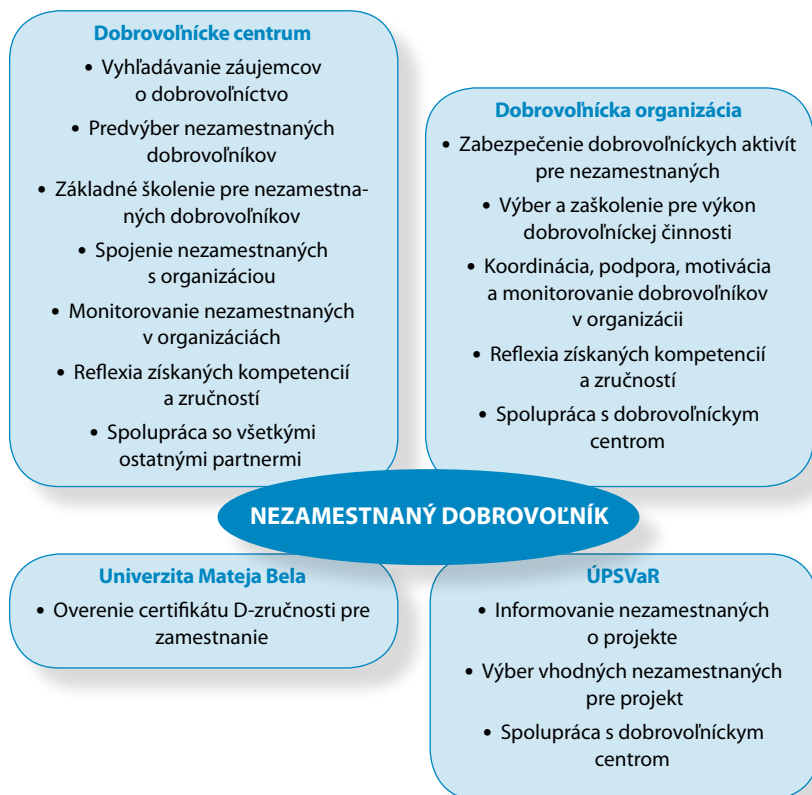 Dobrovoľnícke centrum
• Vyhľadávanie záujemcov
o dobrovoľníctvo
• Predvýber nezamestnaných
dobrovoľníkov
• Základné školenie pre nezamestna-
ných dobrovoľníkov
• Spojenie nezamestnaných
s organizáciou
• Monitorovanie nezamestnaných
v organizáciách
• Reflexia získaných kompetencií
a zručností
• Spolupráca so všetkými
ostatnými partnermi
Dobrovoľnícka organizácia
• Zabezpečenie dobrovoľníckych aktivít
pre nezamestnaných
• Výber a zaškolenie pre výkon
dobrovoľníckej činnosti
• Koordinácia, podpora, motivácia
a monitorovanie dobrovoľníkov
v organizácii
• Reflexia získaných kompetencií
a zručností
• Spolupráca s dobrovoľníckym
centrom
NEZAMESTNANÝ DOBROVOĽNÍK
Univerzita Mateja Bela
• Overenie certifikátu D-zručnosti pre
zamestnanie
ÚPSVaR
• Informovanie nezamestnaných
o projekte
• Výber vhodných nezamestnaných
pre projekt
• Spolupráca s dobrovoľníckym
centrom